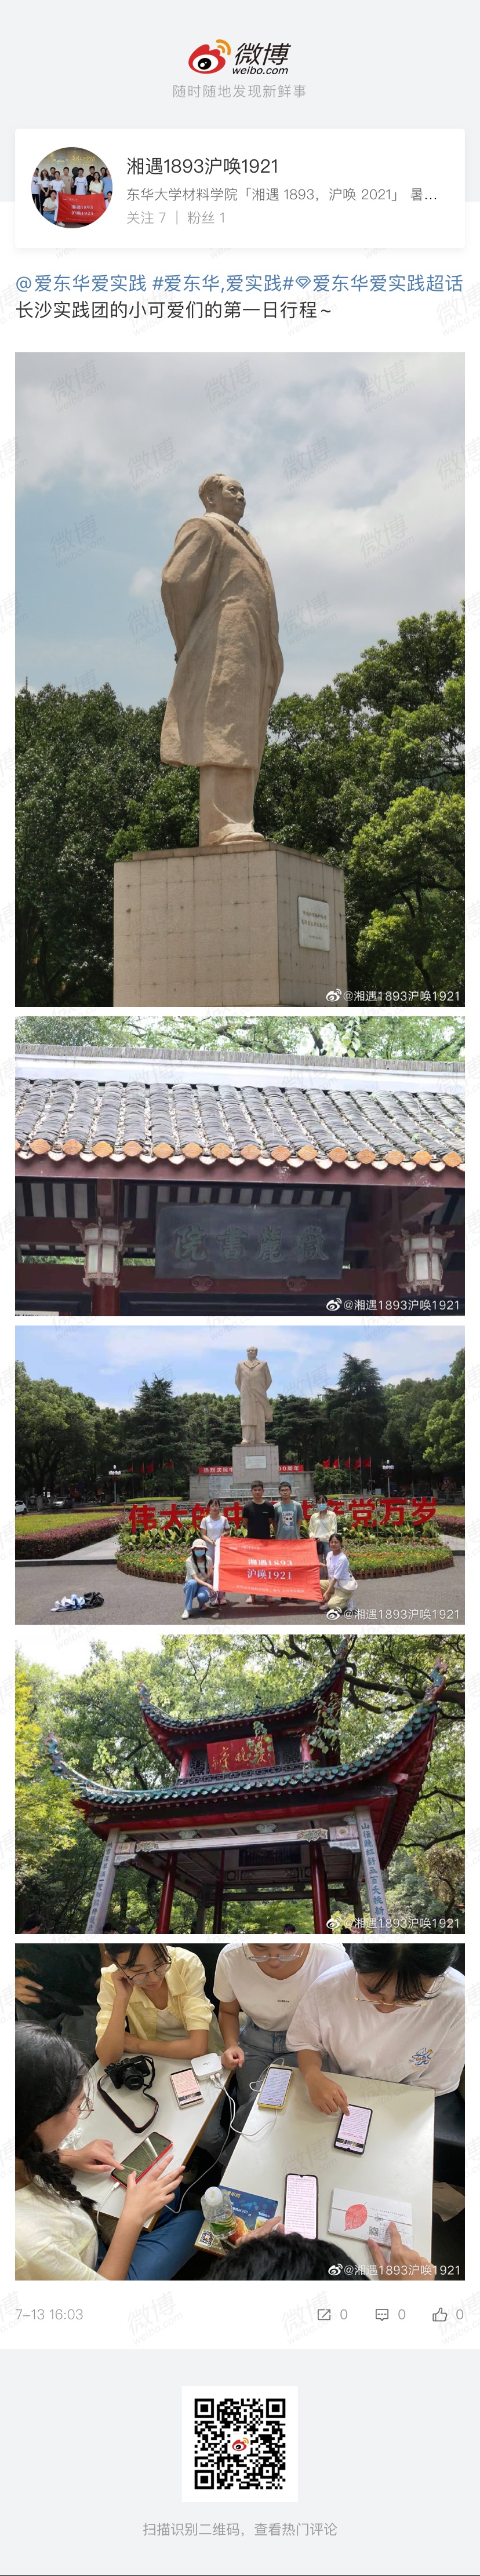 微博
weibo.com
随时随地发现新鲜事
湘遇1893沪唤1921
东华大学材料学院「湘遇 1893，沪唤 2021」 暑...
关注 7 | 粉丝 1
@爱东华爱实践 #爱东华,爱实践#爱东华爱实践超话
长沙实践团的小可爱们的第一日行程~
@湘遇1893沪唤1921
院書麓嶽
@湘遇1893沪唤1921
伟大的中 产党万岁
湘遇1893
沪唤1921
@湘遇1893沪唤1921
@湘遇1893沪唤1921
@湘遇1893沪唤1921
7-13 16:03
0 0 0
扫描识别二维码，查看热门评论